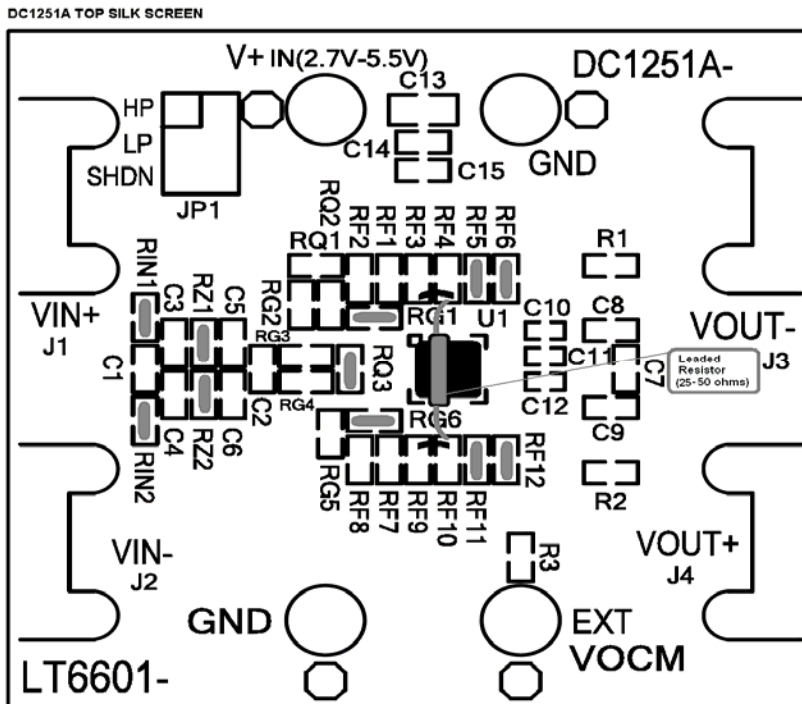 DC1251A TOP SILK SCREEN
V+ IN(2.7V-5.5V)
DC1251A-
C13
HP
LP
SHDN
JP1
C14
C15
GND
RQ2
RF2
RF1
RF3
RF4
RF5
RF6
RQ1
R1
RIN1
C3
RZ1
C5
RG2
RG1
U1
C10
C8
VIN+
J1
VOUT-
J3
RG3
C1
C2
RQ3
C11
C7
Leaded
Resistor
(25-50 ohms)
RG4
C12
RG6
C9
RIN2
C4
RZ2
C6
RG5
RF8
RF7
RF9
RF10
RF11
RF12
R2
VIN-
J2
R3
VOUT+
J4
GND
EXT
VOCM
LT6601-